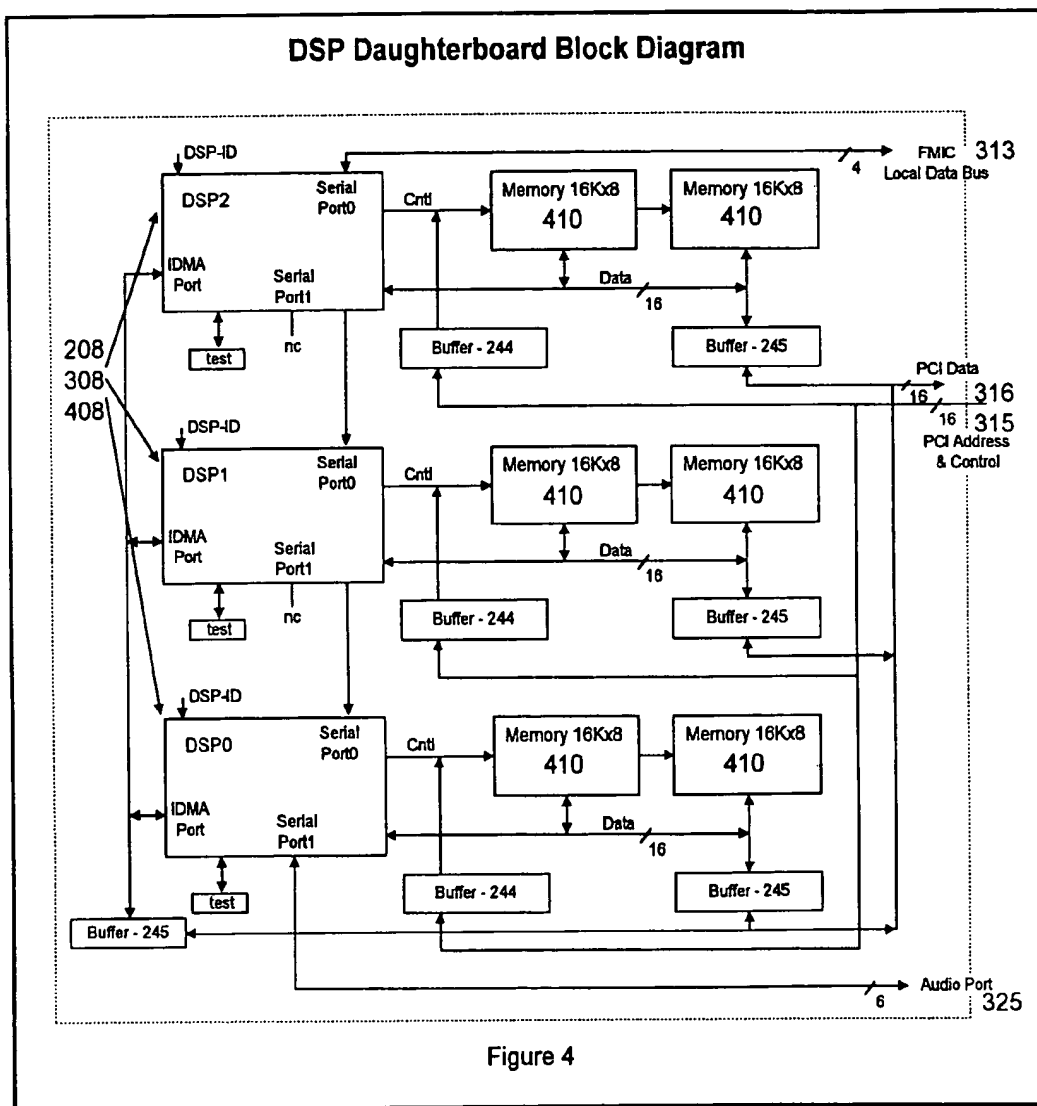 DSP Daughterboard Block Diagram
DSP-ID
DSP2
Serial
Port0
IDMA
Port
Serial
Port1
nc
test
Cntl
Memory 16Kx8
410
Memory 16Kx8
410
Data
16
Buffer - 244
Buffer - 245
4
FMIC
Local Data Bus
313
208
308
408
PCI Data
16
316
16
315
PCI Address
& Control
DSP-ID
DSP1
Serial
Port0
IDMA
Port
Serial
Port1
nc
test
Cntl
Memory 16Kx8
410
Memory 16Kx8
410
Data
16
Buffer - 244
Buffer - 245
DSP-ID
DSP0
Serial
Port0
IDMA
Port
Serial
Port1
test
Cntl
Memory 16Kx8
410
Memory 16Kx8
410
Data
16
Buffer - 244
Buffer - 245
Buffer - 245
6
Audio Port
325
Figure 4